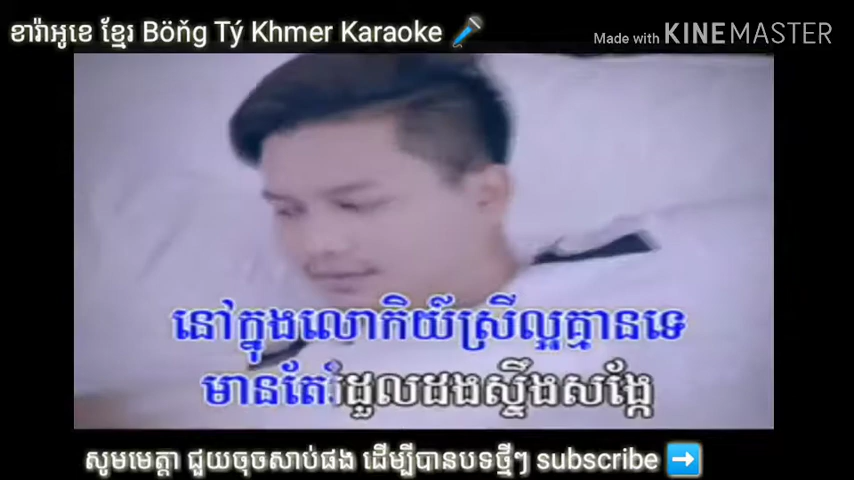 ខារ៉ាអូខេ ខ្មែរ Böňg Tý Khmer Karaoke 🎤
Made with KINEMASTER
នៅក្នុងលោកិយ៍ស្រីល្អគ្មានទេ
មានតែរំដួលដងស្ទឹងសង្កែ
សូមមេត្តា ជួយចុចសាប់ផង ដើម្បីបានបទថ្មីៗ subscribe ➡️